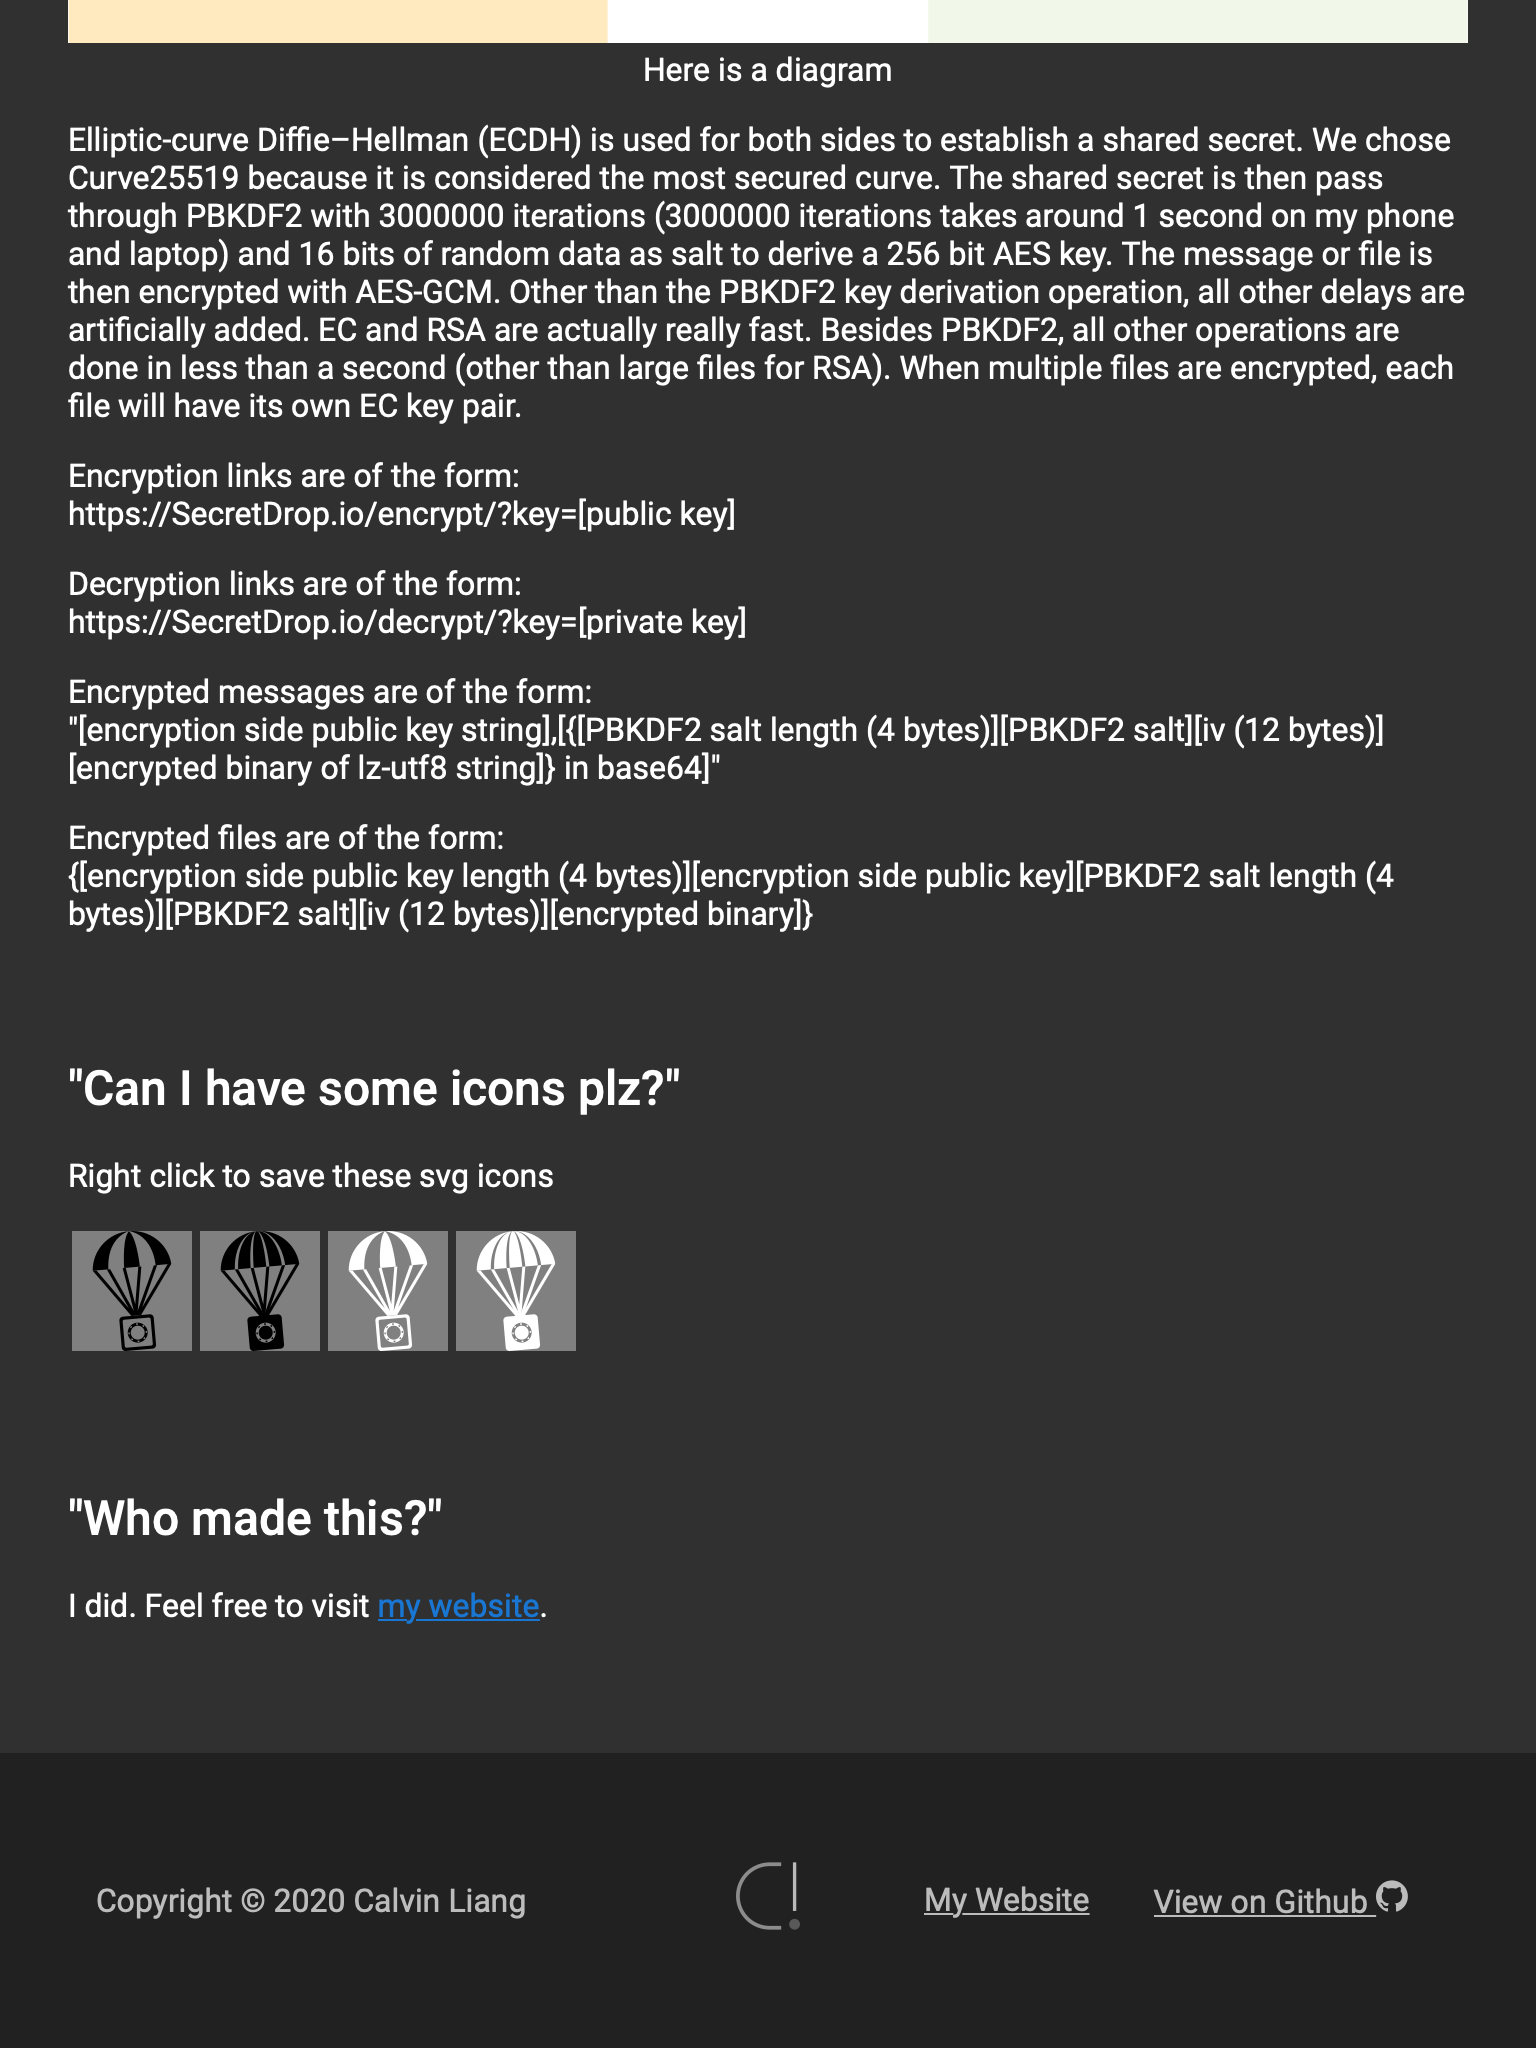 Here is a diagram
Elliptic-curve Diffie–Hellman (ECDH) is used for both sides to establish a shared secret. We chose
Curve25519 because it is considered the most secured curve. The shared secret is then pass
through PBKDF2 with 3000000 iterations (3000000 iterations takes around 1 second on my phone
and laptop) and 16 bits of random data as salt to derive a 256 bit AES key. The message or file is
then encrypted with AES-GCM. Other than the PBKDF2 key derivation operation, all other delays are
artificially added. EC and RSA are actually really fast. Besides PBKDF2, all other operations are
done in less than a second (other than large files for RSA). When multiple files are encrypted, each
file will have its own EC key pair.
Encryption links are of the form:
https://SecretDrop.io/encrypt/?key=[public key]
Decryption links are of the form:
https://SecretDrop.io/decrypt/?key=[private key]
Encrypted messages are of the form:
"[encryption side public key string],[{[PBKDF2 salt length (4 bytes)][PBKDF2 salt][iv (12 bytes)]
[encrypted binary of lz-utf8 string]} in base64]"
Encrypted files are of the form:
{[encryption side public key length (4 bytes)][encryption side public key][PBKDF2 salt length (4
bytes)][PBKDF2 salt][iv (12 bytes)][encrypted binary]}
"Can I have some icons plz?"
Right click to save these svg icons
"Who made this?"
I did. Feel free to visit my website.
Copyright © 2020 Calvin Liang
C!
My Website
View on Github